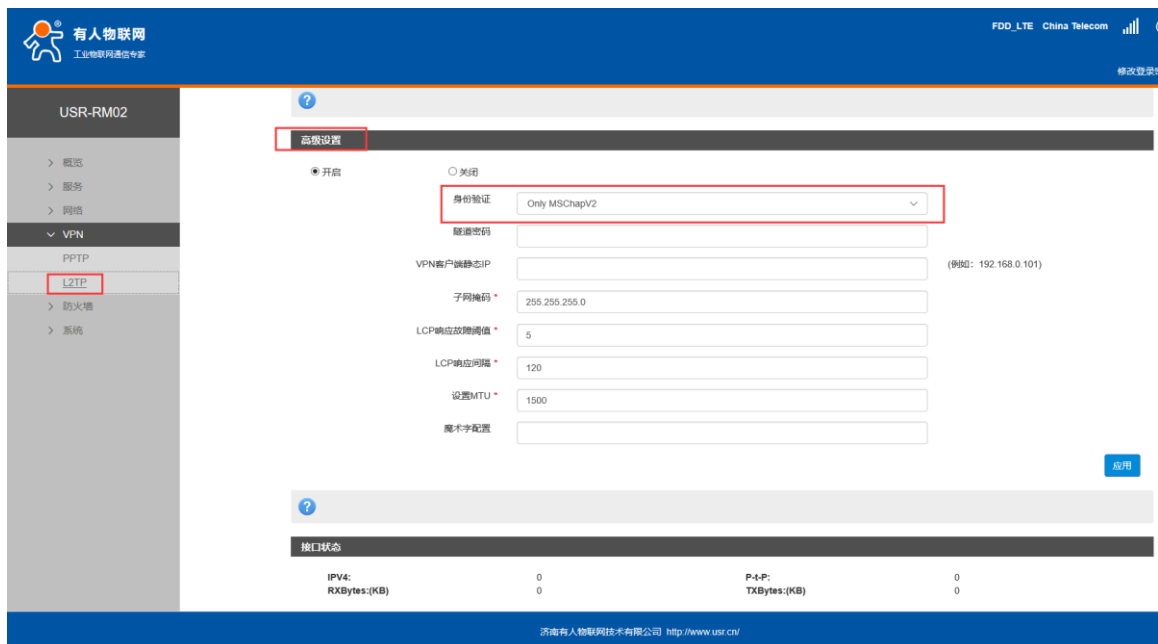 有人物联网
工业物联网通信专家
FDD_LTE China Telecom
修改登录
USR-RM02
概览
服务
网络
VPN
PPTP
L2TP
防火墙
系统
高级设置
开启 关闭
身份验证 Only MSChapV2
隧道密码
VPN客户端静态IP (例如：192.168.0.101)
子网掩码 * 255.255.255.0
LCP响应故障阈值 * 5
LCP响应间隔 * 120
设置MTU * 1500
魔术字配置
应用
接口状态
IPV4: 0 P-t-P: 0
RXBytes:(KB) 0 TXBytes:(KB) 0
济南有人物联网技术有限公司 http://www.usr.cn/